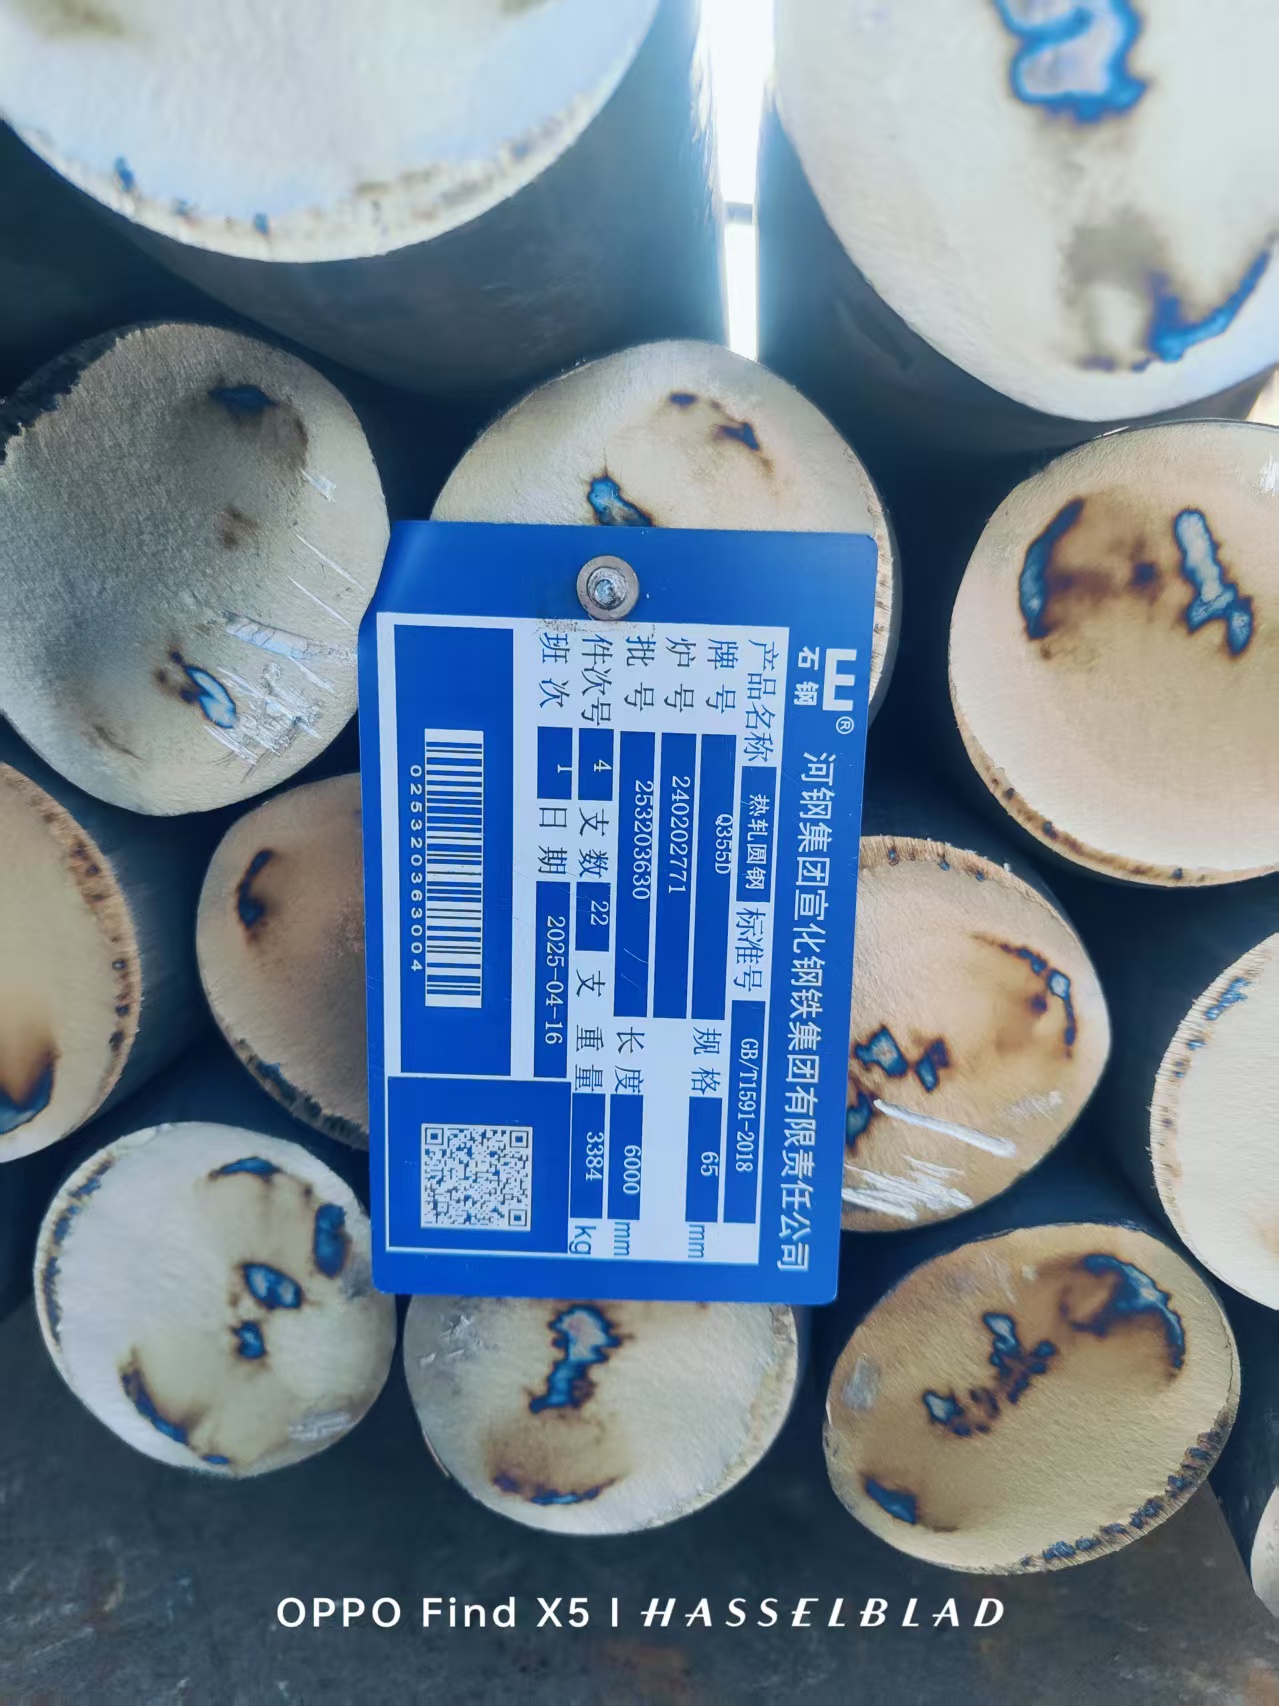 石钢 ®
河钢集团宣化钢铁集团有限责任公司
产品名称 热轧圆钢 标准号 GB/T1591-2018
牌号 Q355D 规格 65 mm
炉号 240202771
批号 253203630 长度 6000 mm
件次号 4 支数 22 支 重量 3384 kg
班次 1 日期 2025-04-16
0253203630004
OPPO Find X5 | HASSELBLAD